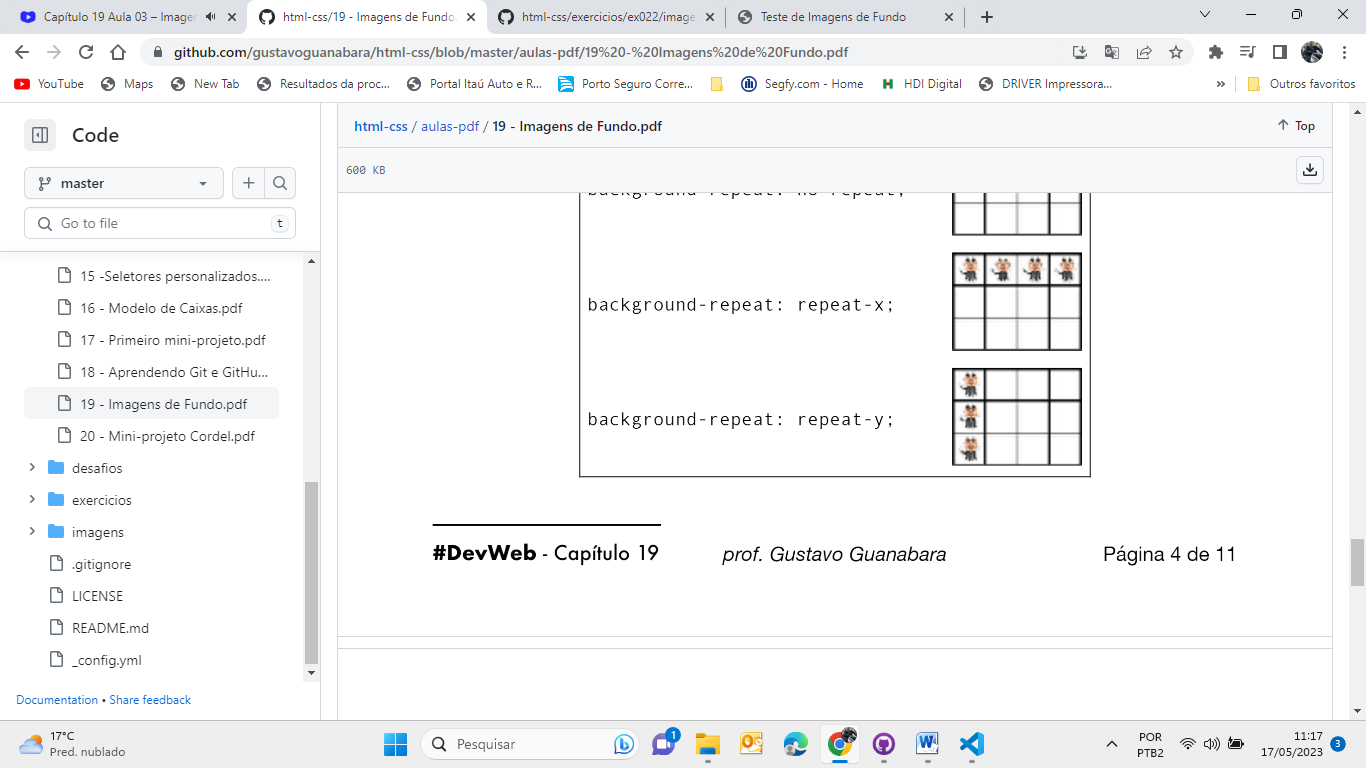 Capítulo 19 Aula 03 – Imagen
html-css/19 - Imagens de Fundo.
html-css/exercicios/ex022/image
Teste de Imagens de Fundo
github.com/gustavoguanabara/html-css/blob/master/aulas-pdf/19%20-%20Imagens%20de%20Fundo.pdf
YouTube
Maps
New Tab
Resultados da proc...
Portal Itaú Auto e R...
Porto Seguro Corre...
Segfy.com - Home
HDI Digital
DRIVER Impressora...
»
Outros favoritos
Code
html-css / aulas-pdf / 19 - Imagens de Fundo.pdf
Top
master
600 KB
Go to file
t
15 -Seletores personalizados....
16 - Modelo de Caixas.pdf
17 - Primeiro mini-projeto.pdf
18 - Aprendendo Git e GitHu...
19 - Imagens de Fundo.pdf
20 - Mini-projeto Cordel.pdf
desafios
exercicios
imagens
.gitignore
LICENSE
README.md
_config.yml
Documentation • Share feedback
background-repeat: no-repeat;
background-repeat: repeat-x;
background-repeat: repeat-y;
#DevWeb - Capítulo 19
prof. Gustavo Guanabara
Página 4 de 11
17°C
Pred. nublado
Pesquisar
1
POR
PTB2
11:17
17/05/2023
3